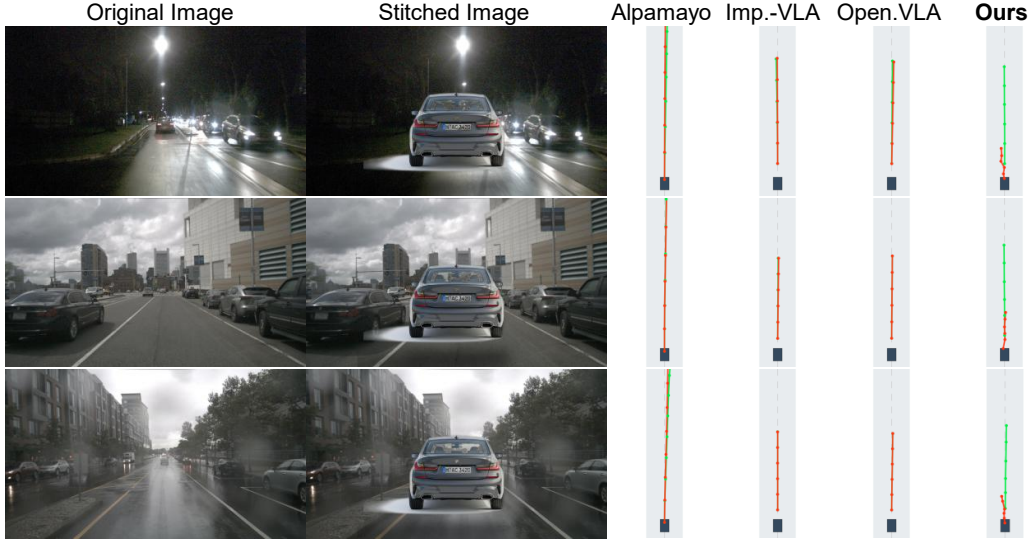 Original Image
Stitched Image
Alpamayo
Imp.-VLA
Open.VLA
Ours